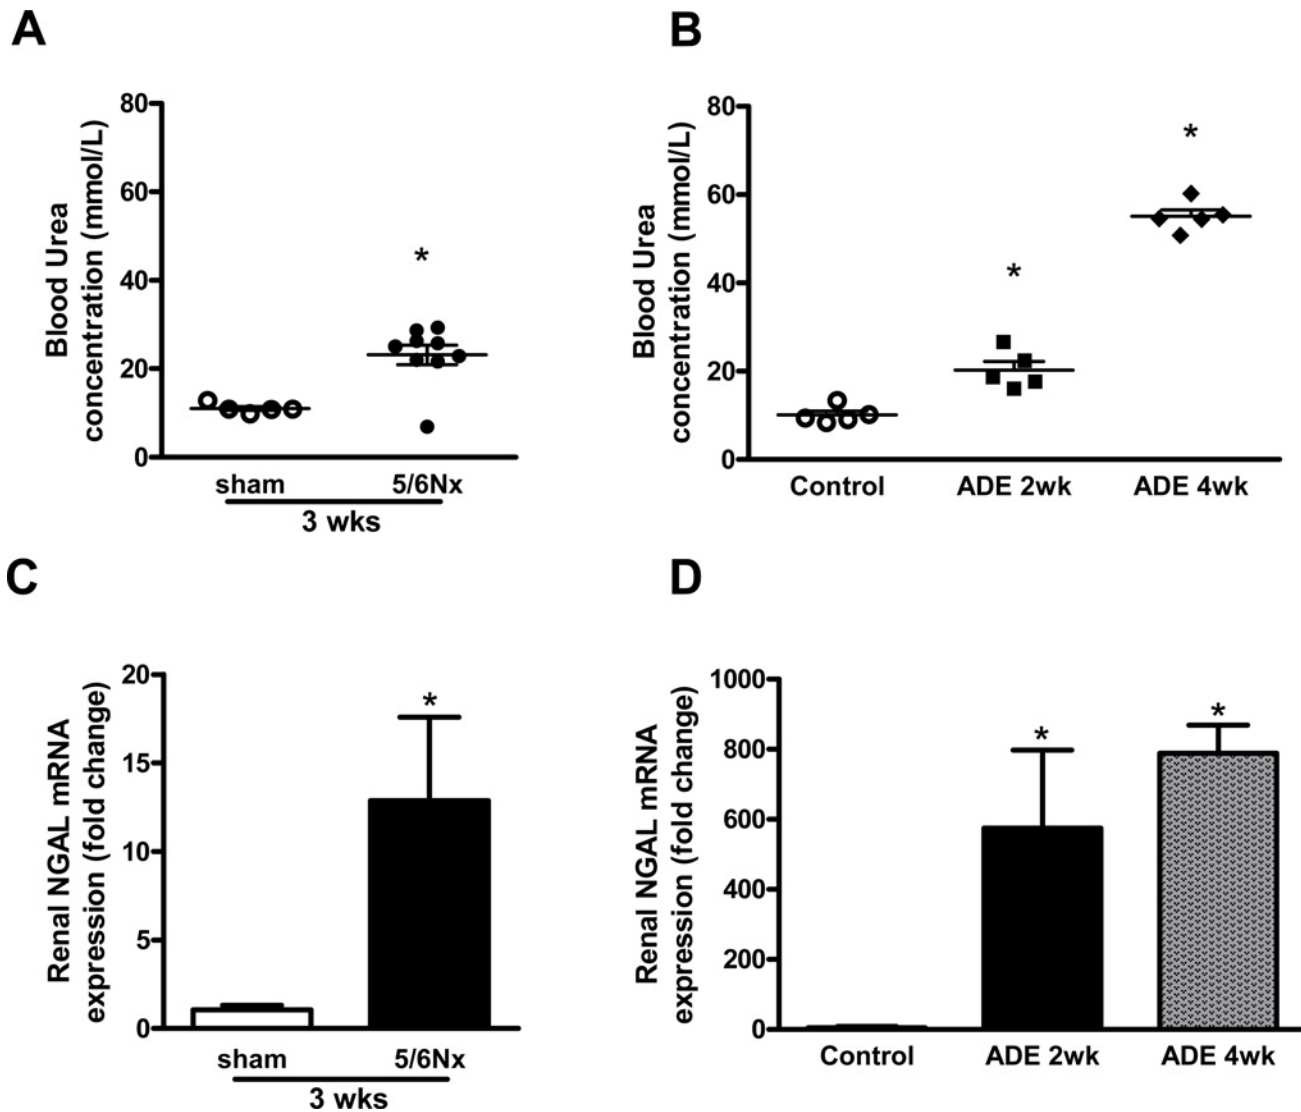 A
Blood Urea
concentration (mmol/L)
80
60
40
20
0
*
sham
5/6Nx
3 wks
B
Blood Urea
concentration (mmol/L)
80
60
40
20
0
*
*
Control
ADE 2wk
ADE 4wk
C
Renal NGAL mRNA
expression (fold change)
20
15
10
5
0
*
sham
5/6Nx
3 wks
D
Renal NGAL mRNA
expression (fold change)
1000
800
600
400
200
0
*
*
Control
ADE 2wk
ADE 4wk